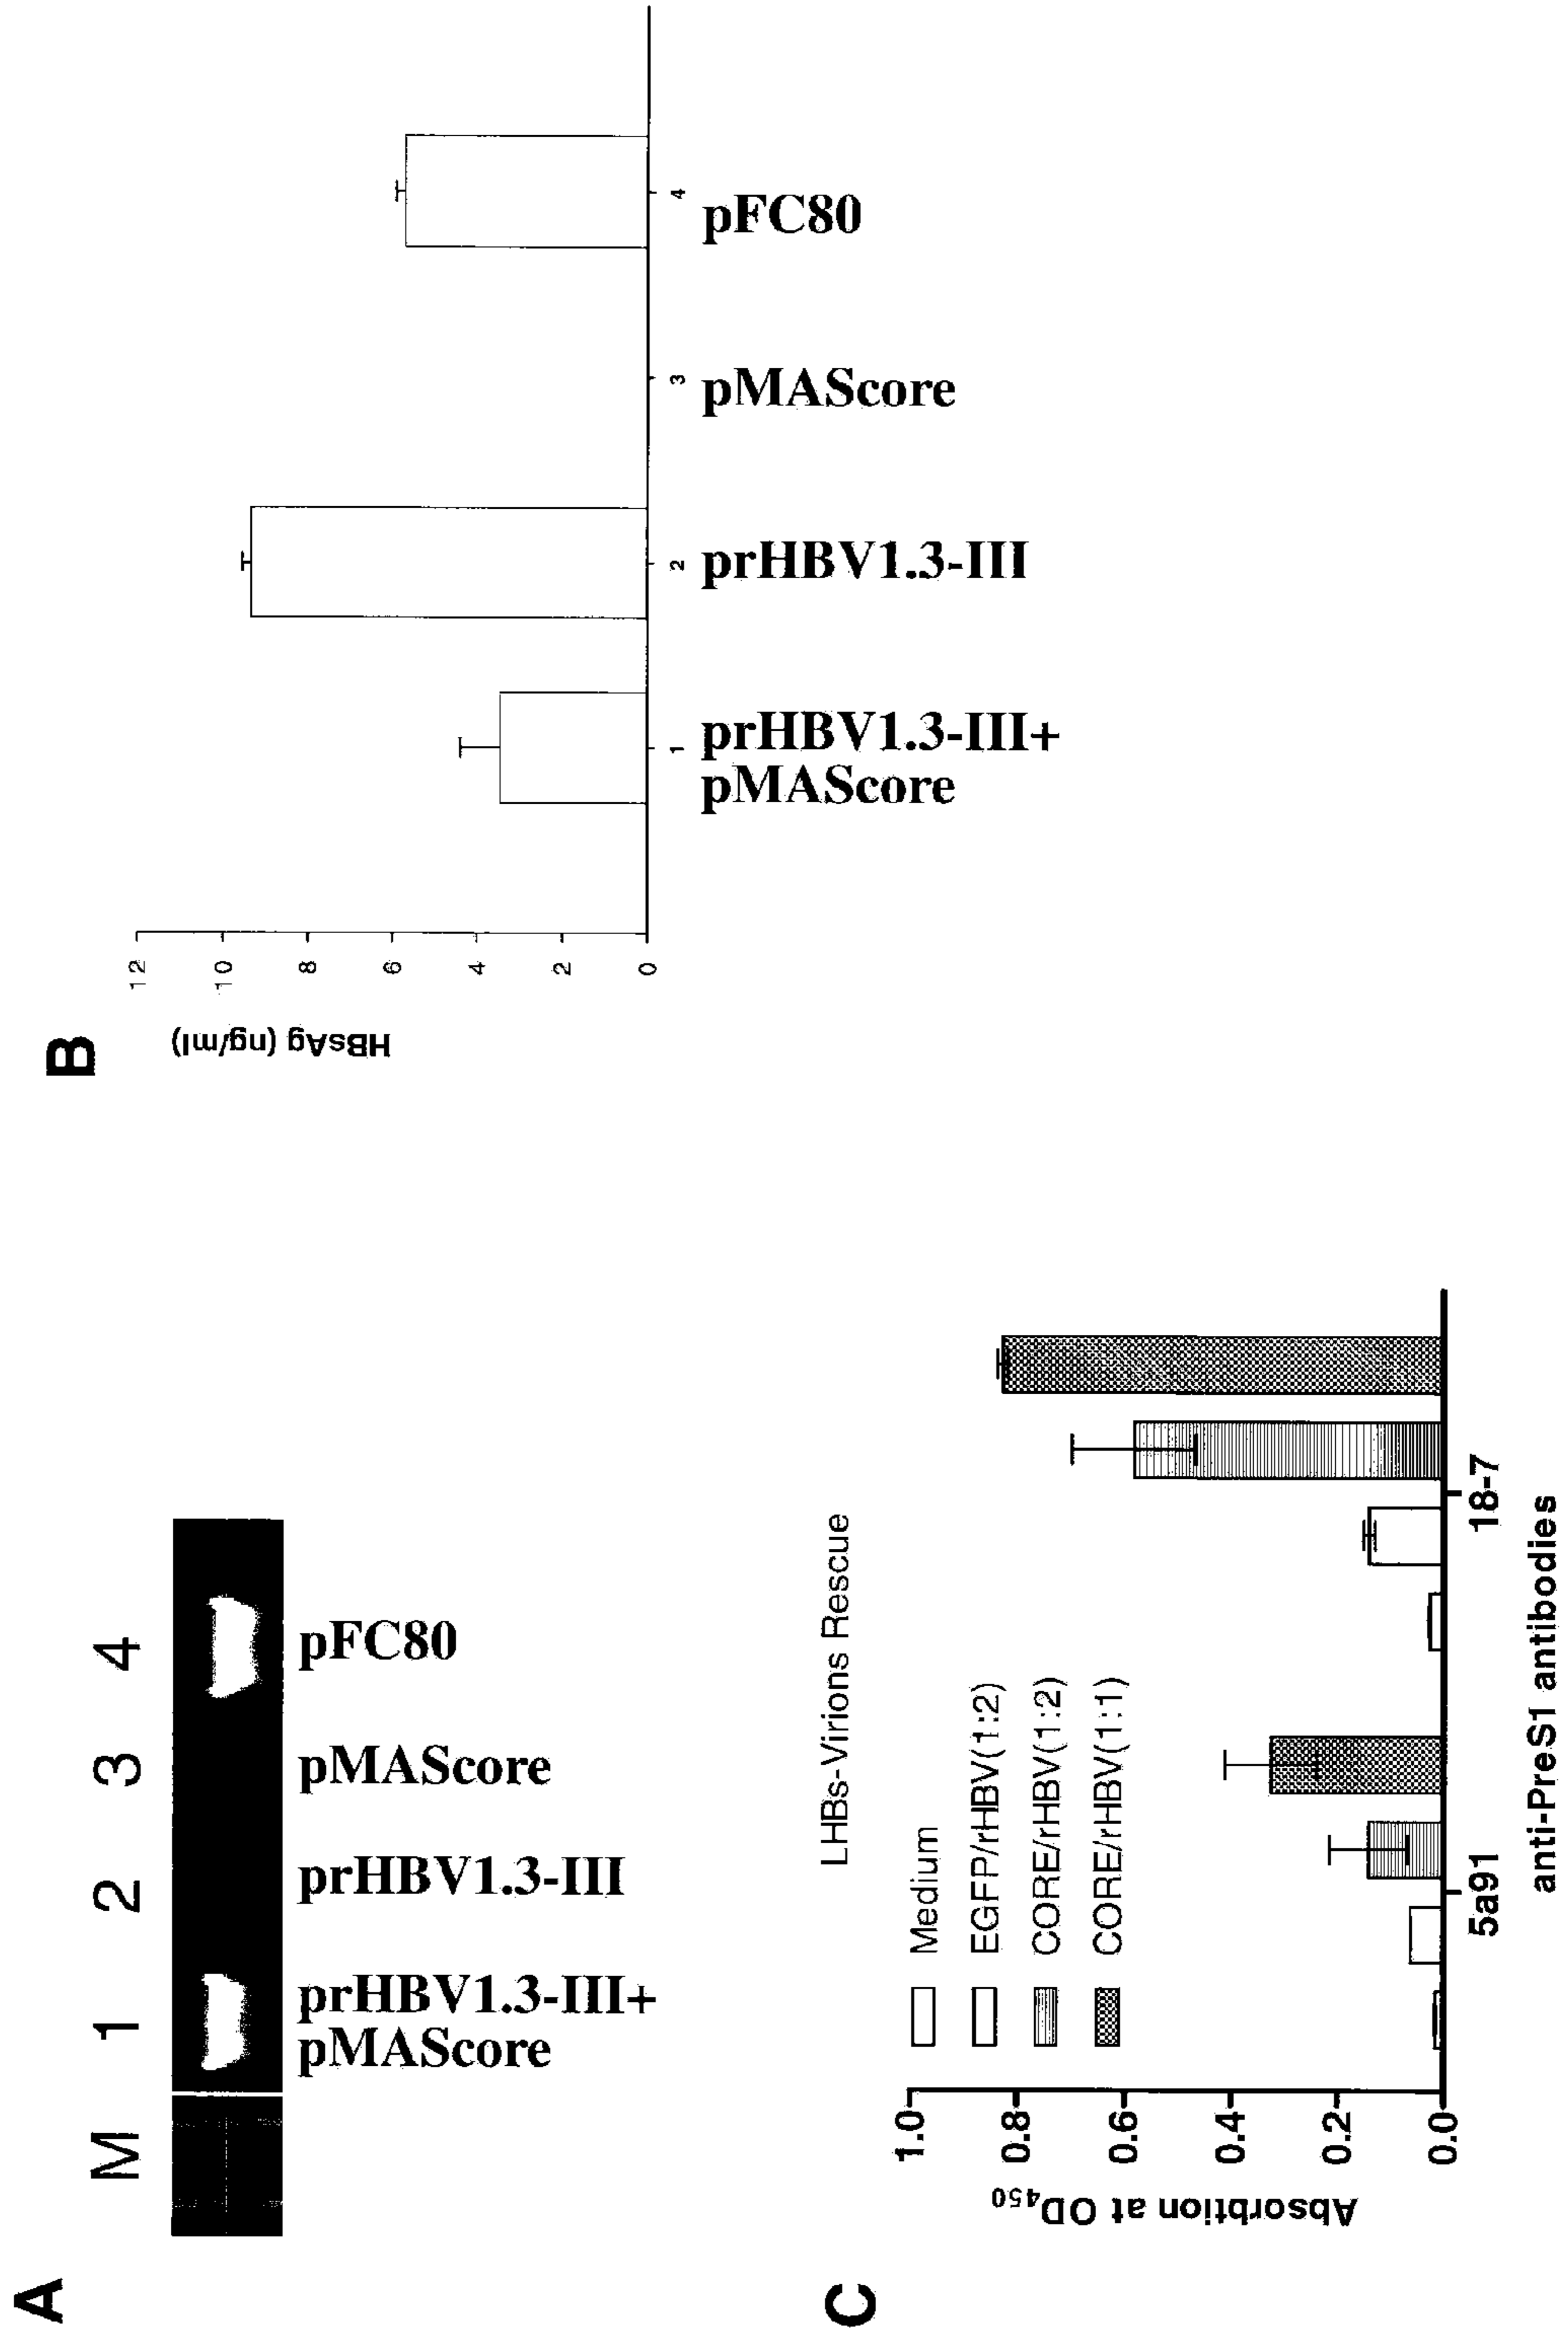 A
M 1 2 3 4
prHBV1.3-III+
pMAScore
prHBV1.3-III
pMAScore
pFC80
B
HBsAg (ng/ml)
12
10
8
6
4
2
0
1 2 3 4
prHBV1.3-III+
pMAScore
prHBV1.3-III
pMAScore
pFC80
C
LHBs-Virions Rescue
Medium
EGFP/rHBV(1:2)
CORE/rHBV(1:2)
CORE/rHBV(1:1)
Absorbtion at OD450
1.0
0.8
0.6
0.4
0.2
0.0
5a91 18-7
anti-PreS1 antibodies